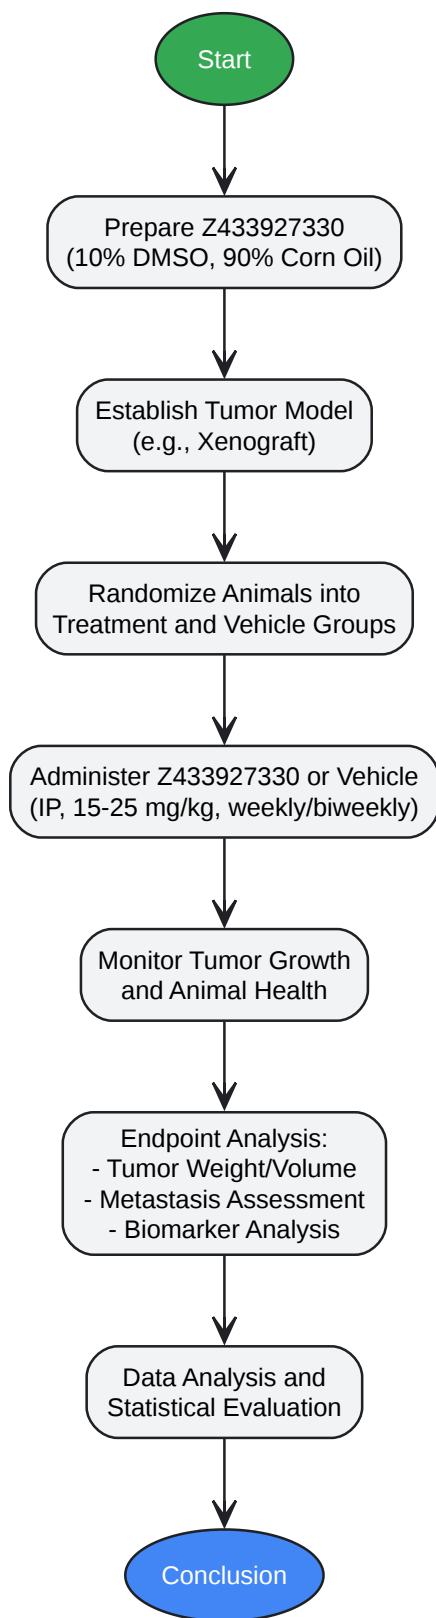 Start
Prepare Z433927330
(10% DMSO, 90% Corn Oil)
Establish Tumor Model
(e.g., Xenograft)
Randomize Animals into
Treatment and Vehicle Groups
Administer Z433927330 or Vehicle
(IP, 15-25 mg/kg, weekly/biweekly)
Monitor Tumor Growth
and Animal Health
Endpoint Analysis:
- Tumor Weight/Volume
- Metastasis Assessment
- Biomarker Analysis
Data Analysis and
Statistical Evaluation
Conclusion